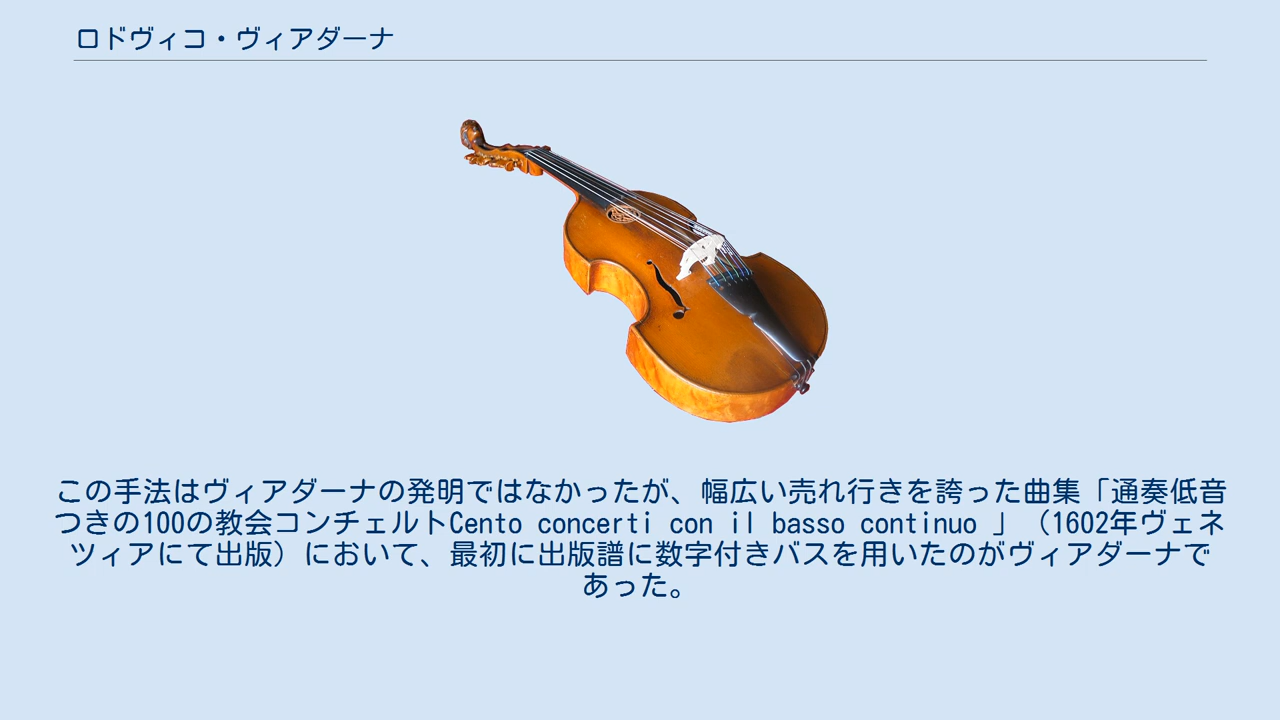 ロドヴィコ・ヴィアダーナ
この手法はヴィアダーナの発明ではなかったが、幅広い売れ行きを誇った曲集「通奏低音
つきの100の教会コンチェルトCento concerti con il basso continuo 」（1602年ヴェネ
ツィアにて出版）において、最初に出版譜に数字付きバスを用いたのがヴィアダーナで
あった。